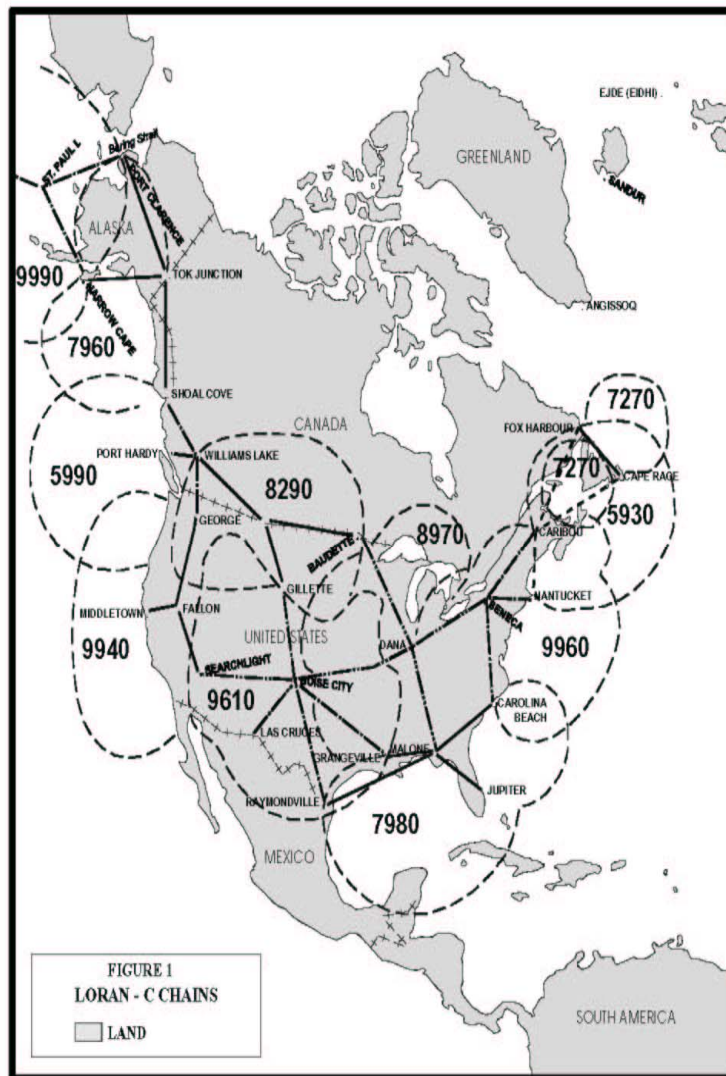 EJDE (EIDHI) .
GREENLAND
SANDUR
Bering Strait
ST. PAUL I.
PORT CLARENCE
ALASKA
TOK JUNCTION
9990
NARROW CAPE
ANGISSOQ
7960
SHOAL COVE
CANADA
7270
FOX HARBOUR
PORT HARDY
WILLIAMS LAKE
7270
CAPE RACE
5990
8290
5930
GEORGE
8970
CARIBOU
BAUDETTE
GILLETTE
NANTUCKET
MIDDLETOWN
FALLON
SENECA
UNITED STATES
DANA
9940
9960
SEARCHLIGHT
BOISE CITY
9610
CAROLINA
BEACH
LAS CRUCES
MALONE
GRANGEVILLE
JUPITER
RAYMONDVILLE
7980
MEXICO
FIGURE 1
LORAN - C CHAINS
LAND
SOUTH AMERICA